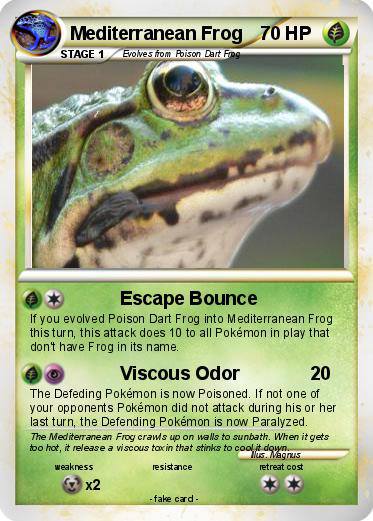 Mediterranean Frog 70 HP
STAGE 1 Evolves from Poison Dart Frog
Escape Bounce
If you evolved Poison Dart Frog into Mediterranean Frog
this turn, this attack does 10 to all Pokémon in play that
don't have Frog in its name.
Viscous Odor 20
The Defeding Pokémon is now Poisoned. If not one of
your opponents Pokémon did not attack during his or her
last turn, the Defending Pokémon is now Paralyzed.
The Mediterranean Frog crawls up on walls to sunbath. When it gets
too hot, it release a viscous toxin that stinks to cool it down.
Illus. Magnus
weakness resistance retreat cost
x2
- fake card -